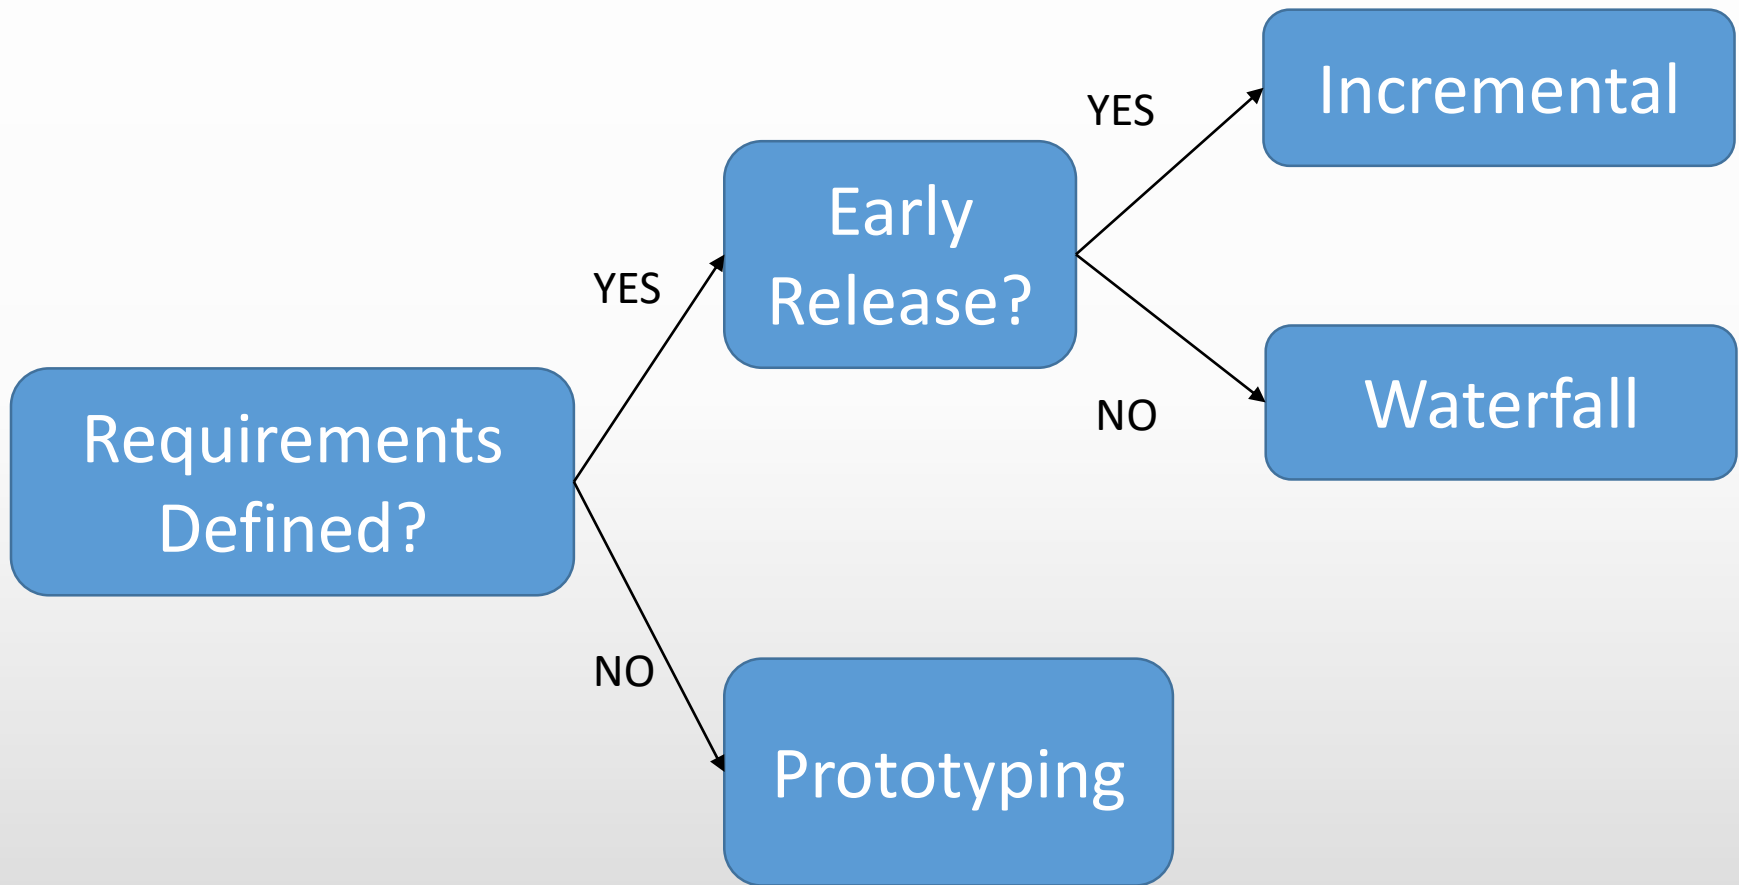 Requirements
Defined?
YES
NO
Early
Release?
YES
NO
Incremental
Waterfall
Prototyping